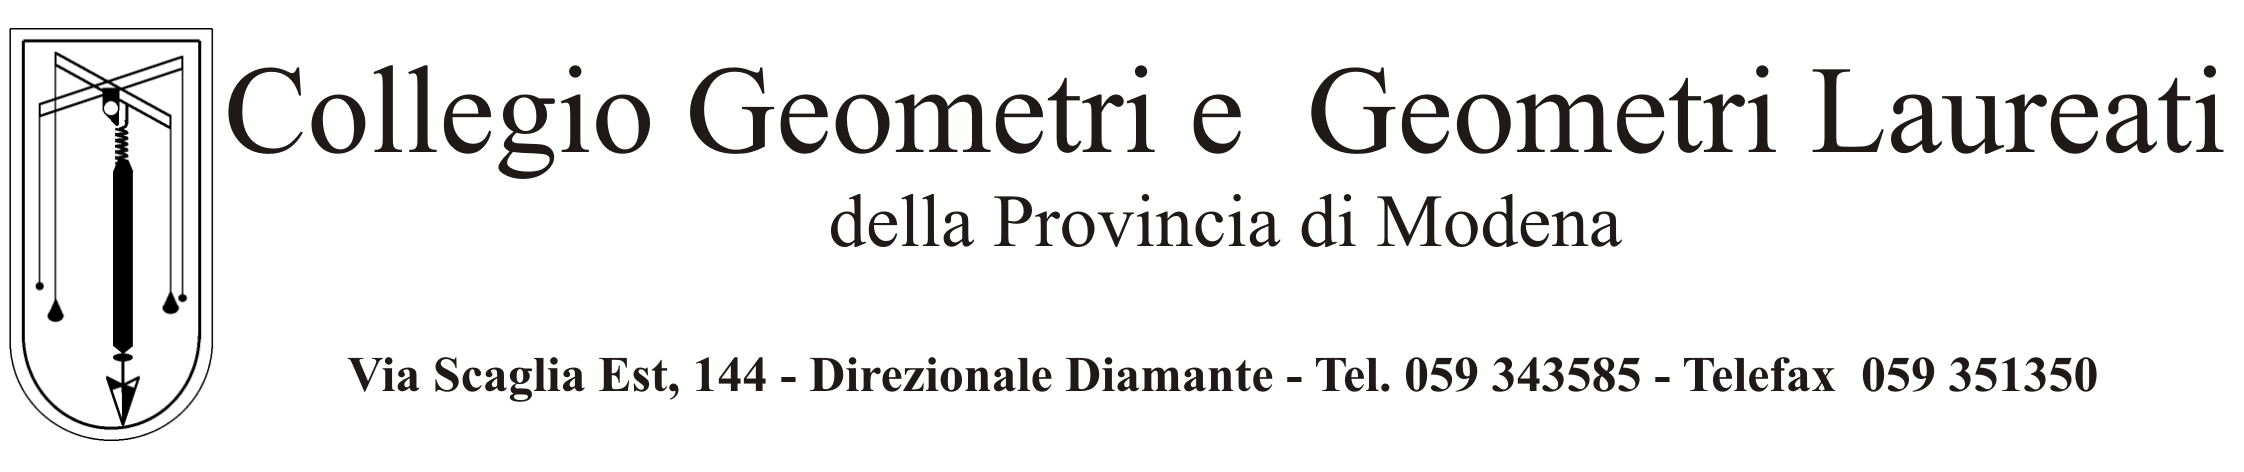 Collegio Geometri e  Geometri Laureati
della Provincia di Modena
Via Scaglia Est, 144 - Direzionale Diamante - Tel. 059 343585 - Telefax  059 351350